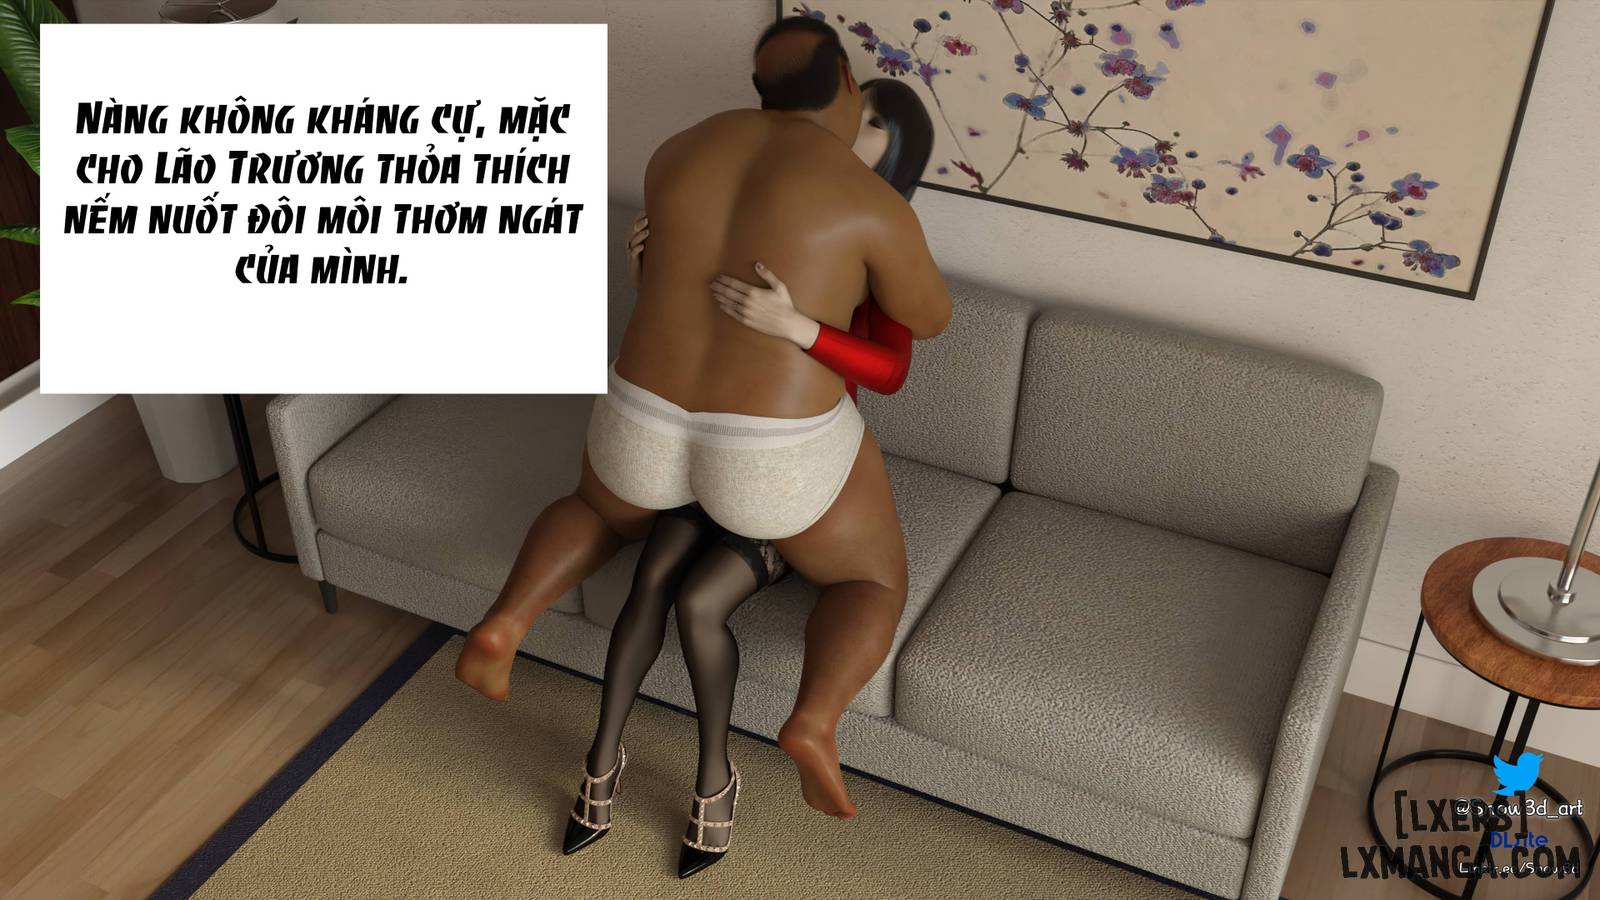 Nàng không kháng cự, mặc
cho Lão Trương thỏa thích
nếm nuốt đôi môi thơm ngát
của mình.
@Snow3d_art
[LXERS]
DLsite
LXMANGA.COM